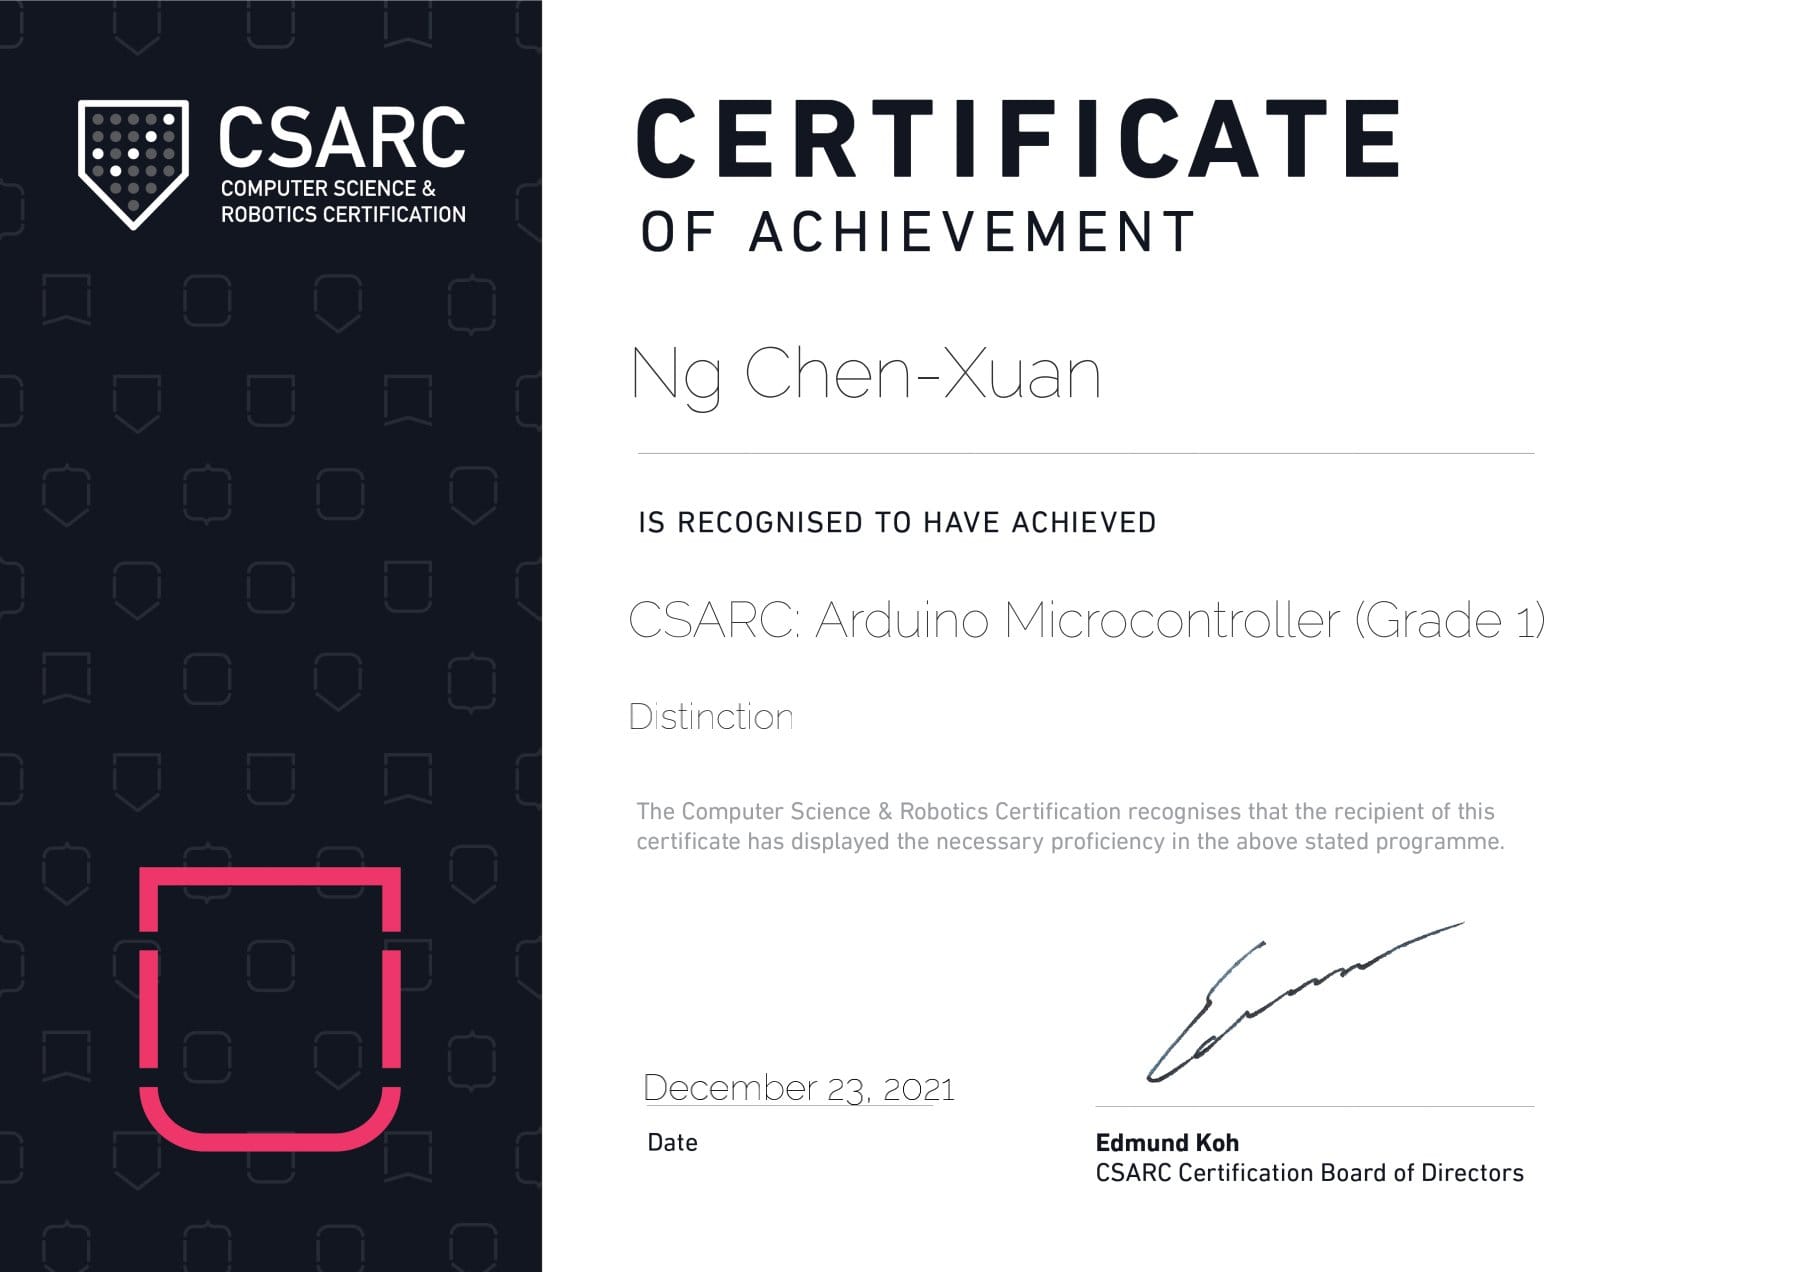 CSARC
COMPUTER SCIENCE &
ROBOTICS CERTIFICATION
CERTIFICATE
OF ACHIEVEMENT
Ng Chen-Xuan
IS RECOGNISED TO HAVE ACHIEVED
CSARC: Arduino Microcontroller (Grade 1)
Distinction
The Computer Science & Robotics Certification recognises that the recipient of this
certificate has displayed the necessary proficiency in the above stated programme.
December 23, 2021
Date
Edmund Koh
CSARC Certification Board of Directors